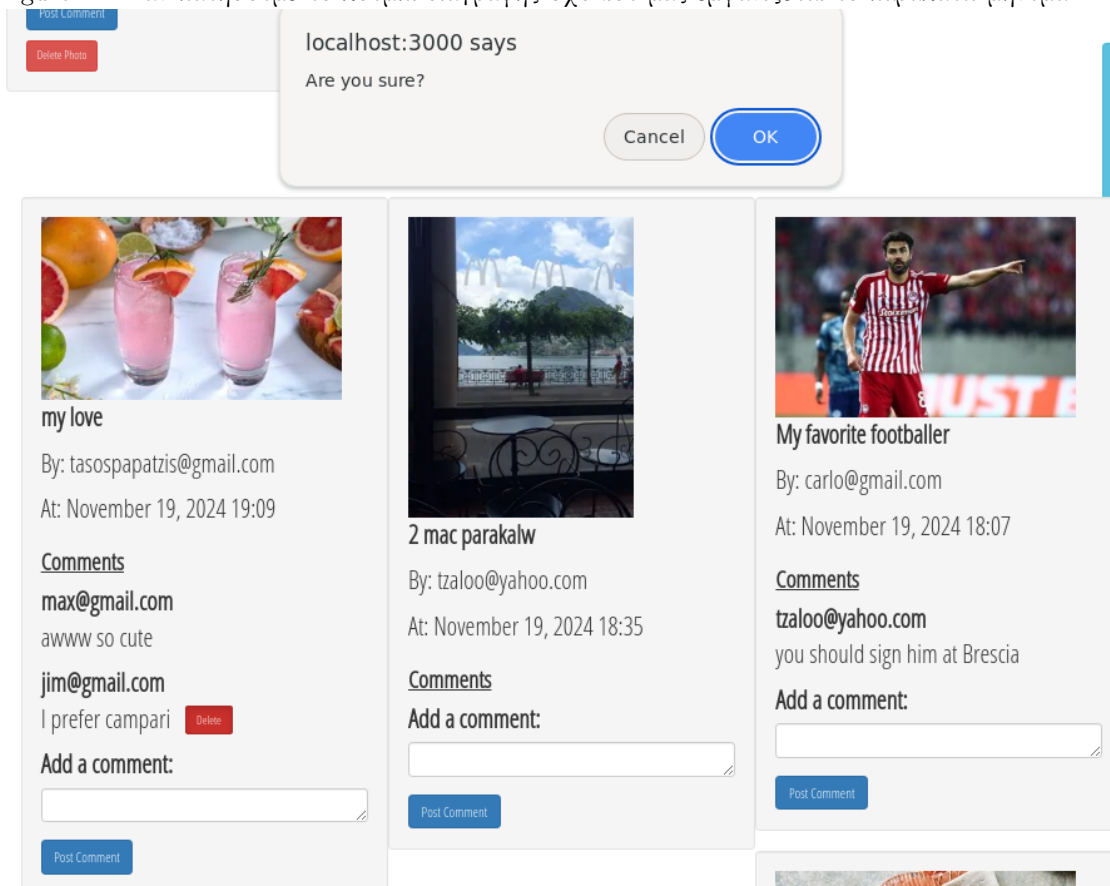 Post Comment
Delete Photo
localhost:3000 says
Are you sure?
Cancel
OK
my love
By: tasospapatzis@gmail.com
At: November 19, 2024 19:09
Comments
max@gmail.com
awww so cute
jim@gmail.com
I prefer campari
Delete
Add a comment:
Post Comment
2 mac parakalw
By: tzaloo@yahoo.com
At: November 19, 2024 18:35
Comments
Add a comment:
Post Comment
Stoiximan
8
UST B
My favorite footballer
By: carlo@gmail.com
At: November 19, 2024 18:07
Comments
tzaloo@yahoo.com
you should sign him at Brescia
Add a comment:
Post Comment